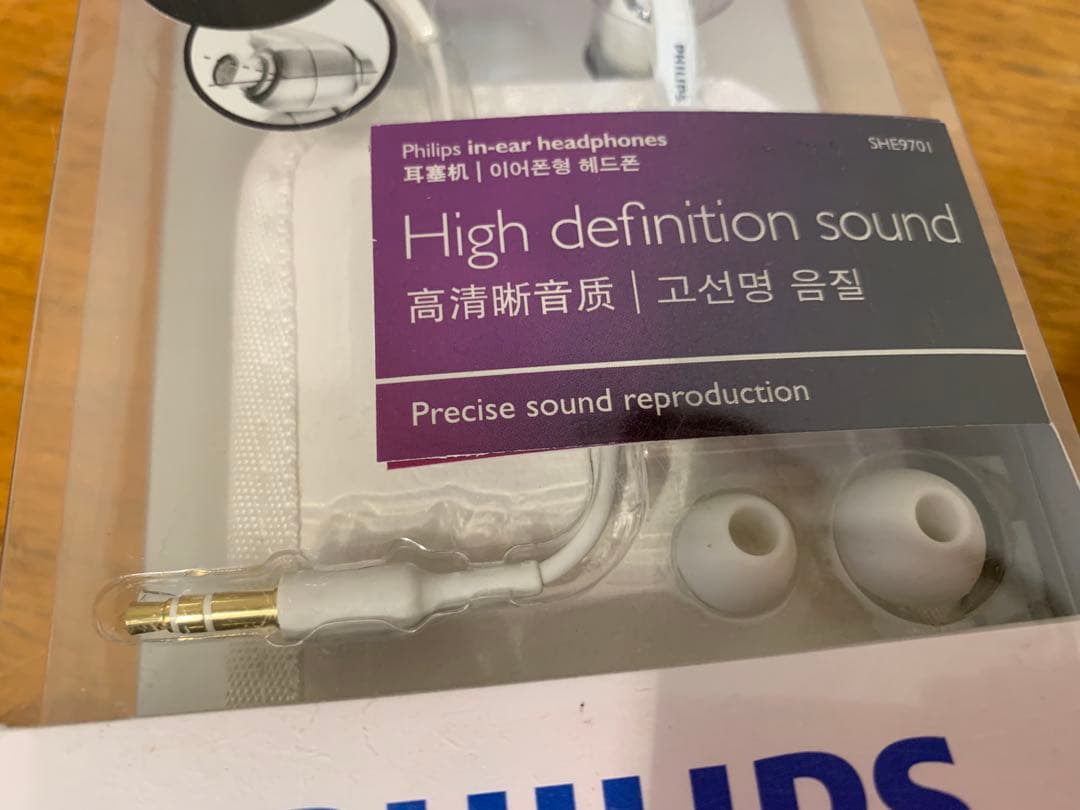 PHILIPS
Philips in-ear headphones
SHE9701
耳塞机 | 이어폰형 헤드폰
High definition sound
高清晰音质 | 고선명 음질
Precise sound reproduction
PHILIPS